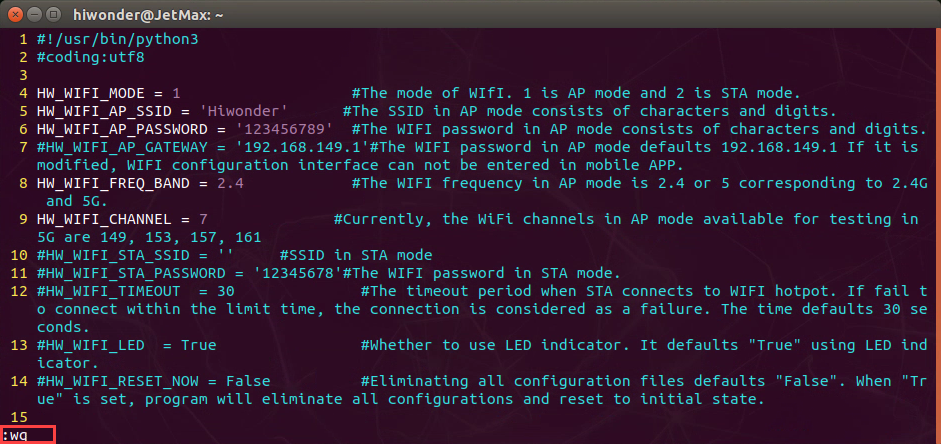 hiwonder@JetMax: ~
1 #!/usr/bin/python3
2 #coding:utf8
3
4 HW_WIFI_MODE = 1                   #The mode of WIfI. 1 is AP mode and 2 is STA mode.
5 HW_WIFI_AP_SSID = 'Hiwonder'      #The SSID in AP mode consists of characters and digits.
6 HW_WIFI_AP_PASSWORD = '123456789'  #The WIFI password in AP mode consists of characters and digits.
7 #HW_WIFI_AP_GATEWAY = '192.168.149.1'#The WIFI password in AP mode defaults 192.168.149.1 If it is
modified, WIFI configuration interface can not be entered in mobile APP.
8 HW_WIFI_FREQ_BAND = 2.4            #The WIFI frequency in AP mode is 2.4 or 5 corresponding to 2.4G
and 5G.
9 HW_WIFI_CHANNEL = 7              #Currently, the WiFi channels in AP mode available for testing in
5G are 149, 153, 157, 161
10 #HW_WIFI_STA_SSID = ''     #SSID in STA mode
11 #HW_WIFI_STA_PASSWORD = '12345678'#The WIFI password in STA mode.
12 #HW_WIFI_TIMEOUT  = 30              #The timeout period when STA connects to WIFI hotpot. If fail t
o connect within the limit time, the connection is considered as a failure. The time defaults 30 se
conds.
13 #HW_WIFI_LED  = True                #Whether to use LED indicator. It defaults "True" using LED ind
icator.
14 #HW_WIFI_RESET_NOW = False          #Eliminating all configuration files defaults "False". When "Tr
ue" is set, program will eliminate all configurations and reset to initial state.
15
:wq